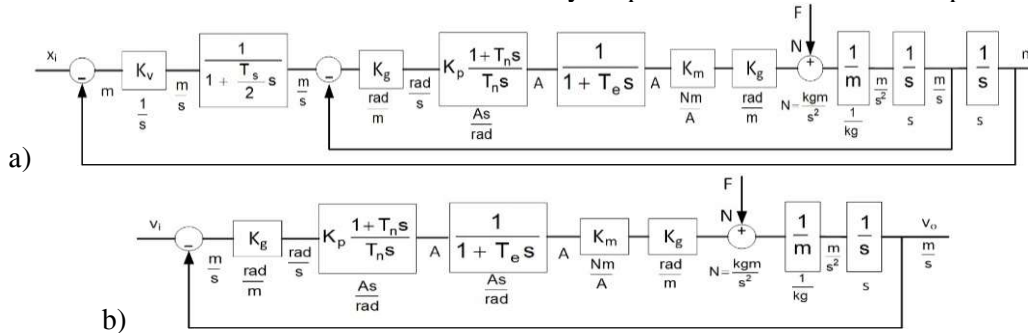 F
x_i - K_v 1/(1 + T_s/2 s) - K_g K_p (1 + T_n s)/(T_n s) 1/(1 + T_e s) K_m K_g N + 1/m 1/s 1/s
m 1/s m/s m/s rad/m rad/s As/rad A A Nm/A rad/m N = kgm/s² 1/kg m/s² s m/s s
a)
F
v_i - K_g K_p (1 + T_n s)/(T_n s) 1/(1 + T_e s) K_m K_g N + 1/m 1/s v_o
m/s rad/m rad/s As/rad A As/rad A Nm/A rad/m N = kgm/s² 1/kg m/s² s m/s
b)